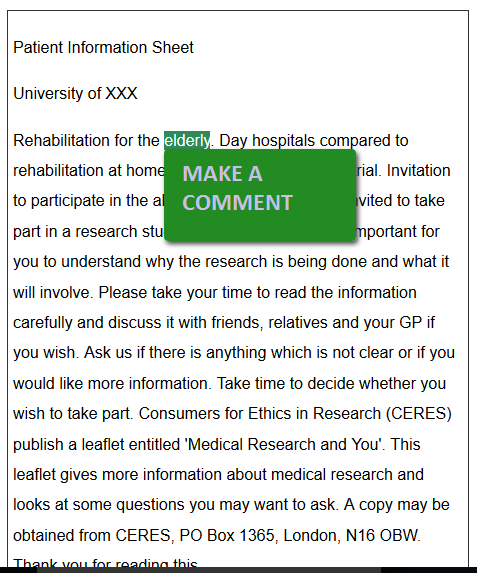 Patient Information Sheet
University of XXX
Rehabilitation for the elderly. Day hospitals compared to
rehabilitation at home rial. Invitation
to participate in the vited to take
part in a research mportant for
you to understand why the research is being done and what it
will involve. Please take your time to read the information
carefully and discuss it with friends, relatives and your GP if
you wish. Ask us if there is anything which is not clear or if you
would like more information. Take time to decide whether you
wish to take part. Consumers for Ethics in Research (CERES)
publish a leaflet entitled 'Medical Research and You'. This
leaflet gives more information about medical research and
looks at some questions you may want to ask. A copy may be
obtained from CERES, PO Box 1365, London, N16 OBW.
Thank you for reading this
MAKE A
COMMENT